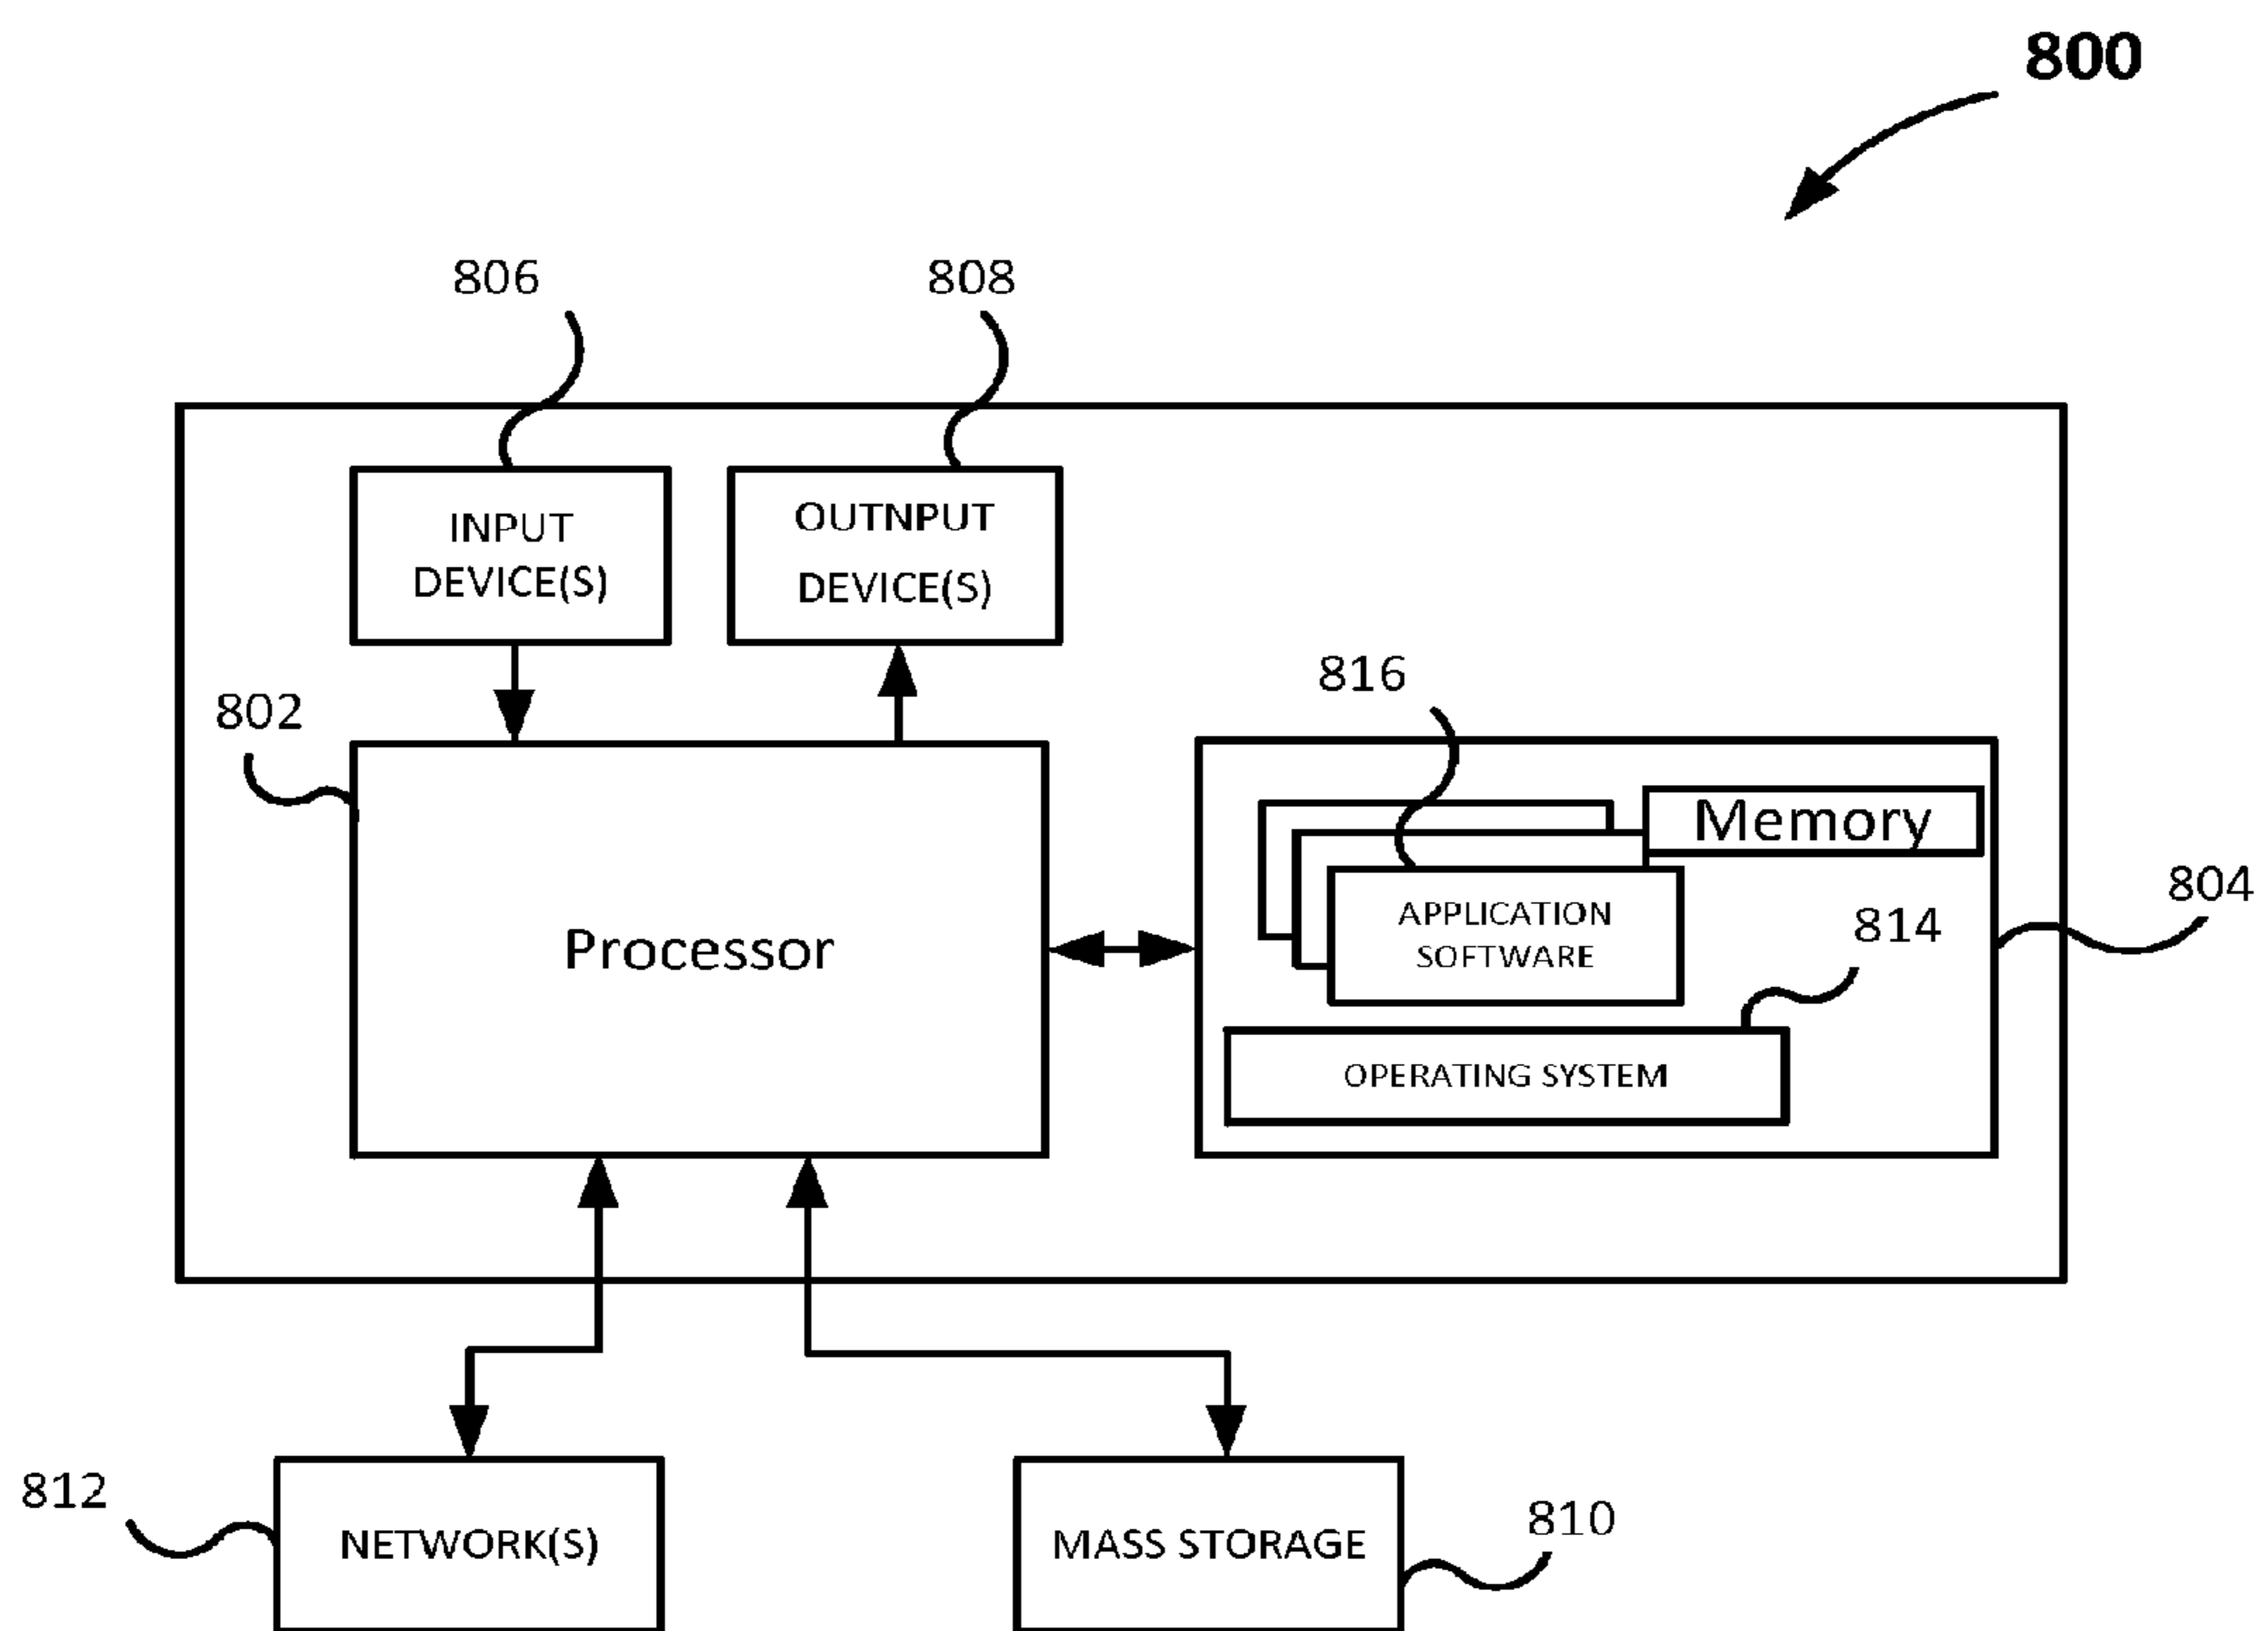 800
806
808
INPUT
DEVICE(S)
OUTNPUT
DEVICE(S)
802
816
Processor
Memory
APPLICATION
SOFTWARE
804
814
OPERATING SYSTEM
812
NETWORK(S)
MASS STORAGE
810